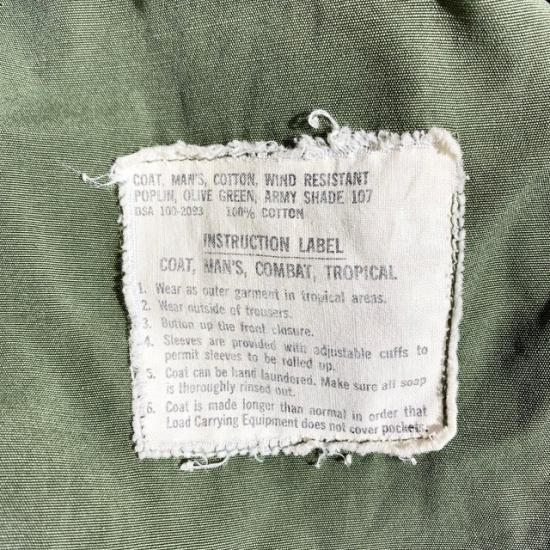 COAT, MAN'S, COTTON, WIND RESISTANT
POPLIN, OLIVE GREEN, ARMY SHADE 107
DSA 100-2093 100% COTTON
INSTRUCTION LABEL
COAT, MAN'S, COMBAT, TROPICAL
1. Wear as outer garment in tropical areas.
2. Wear outside of trousers.
3. Button up the front closure.
4. Sleeves are provided with adjustable cuffs to
permit sleeves to be rolled up.
5. Coat can be hand laundered. Make sure all soap
is thoroughly rinsed out.
6. Coat is made longer than normal in order that
Load Carrying Equipment does not cover pockets.